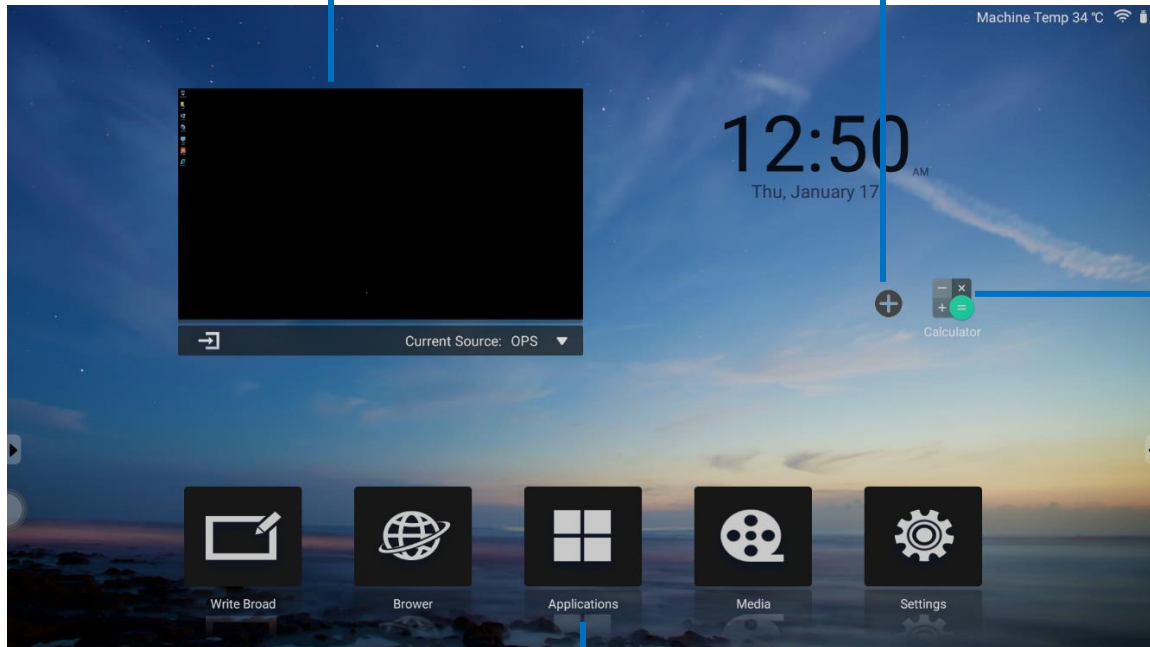 Machine Temp 34 ℃
12:50
AM
Thu, January 17
Current Source: OPS
Calculator
Write Broad
Brower
Applications
Media
Settings